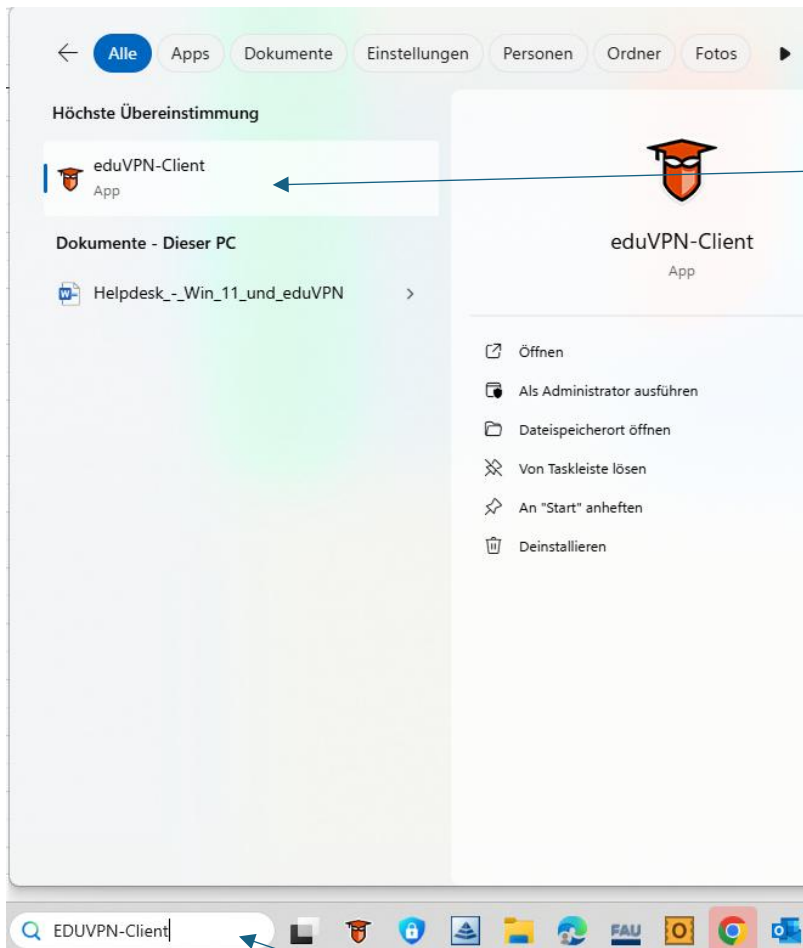 Alle Apps Dokumente Einstellungen Personen Ordner Fotos
Höchste Übereinstimmung
eduVPN-Client
App
Dokumente - Dieser PC
Helpdesk_-_Win_11_und_eduVPN
eduVPN-Client
App
Öffnen
Als Administrator ausführen
Dateispeicherort öffnen
Von Taskleiste lösen
An "Start" anheften
Deinstallieren
EDUVPN-Client
FAU